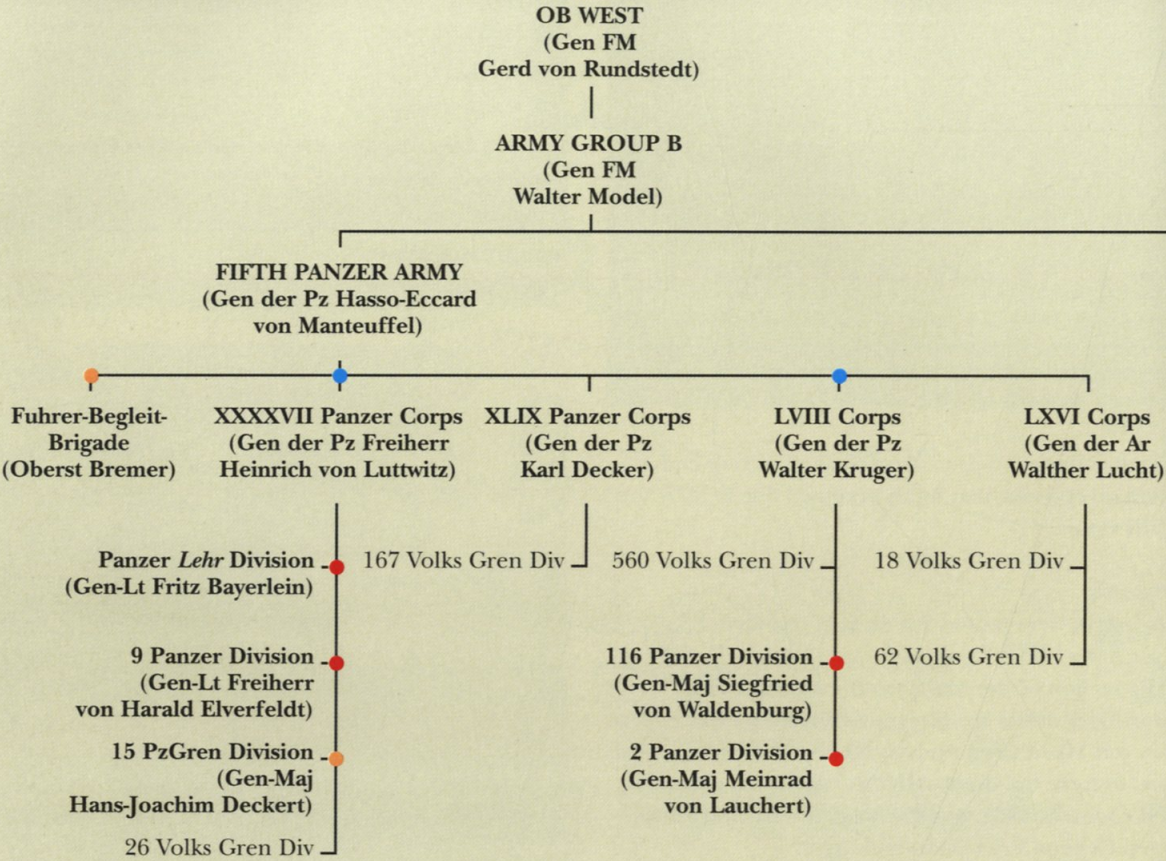 OB WEST
(Gen FM
Gerd von Rundstedt)
ARMY GROUP B
(Gen FM
Walter Model)
FIFTH PANZER ARMY
(Gen der Pz Hasso-Eccard
von Manteuffel)
Fuhrer-Begleit-
Brigade
(Oberst Bremer)
XXXXVII Panzer Corps
(Gen der Pz Freiherr
Heinrich von Luttwitz)
XLIX Panzer Corps
(Gen der Pz
Karl Decker)
LVIII Corps
(Gen der Pz
Walter Kruger)
LXVI Corps
(Gen der Ar
Walther Lucht)
Panzer Lehr Division
(Gen-Lt Fritz Bayerlein)
9 Panzer Division
(Gen-Lt Freiherr
von Harald Elverfeldt)
15 PzGren Division
(Gen-Maj
Hans-Joachim Deckert)
26 Volks Gren Div
167 Volks Gren Div
560 Volks Gren Div
116 Panzer Division
(Gen-Maj Siegfried
von Waldenburg)
2 Panzer Division
(Gen-Maj Meinrad
von Lauchert)
18 Volks Gren Div
62 Volks Gren Div